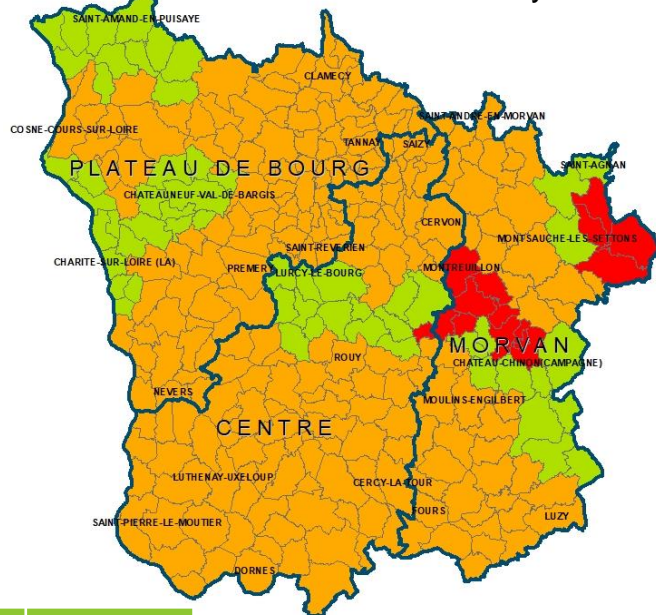 SAINT-AMAND-EN-PUISAYE
CLAMECY
SAINT-ANDRE-EN-MORVAN
COSNE-COURS-SUR-LOIRE
TANNAY
SAIZY
SAINT-AGNAN
PLATEAU DE BOURG
CHATEAUNEUF-VAL-DE-BARGIS
CERVON
MONTSAUCHE-LES-SETTONS
SAINT-REVERIEN
CHARITE-SUR-LOIRE (LA)
PREMERY
LURCY-LE-BOURG
MONTREUILLON
MORVAN
ROUY
CHATEAU-CHINON(CAMPAGNE)
NEVERS
MOULINS-ENGILBERT
CENTRE
LUTHENAY-UXELOUP
CERCY-LA-TOUR
FOURS
LUZY
SAINT-PIERRE-LE-MOUTIER
DORNES